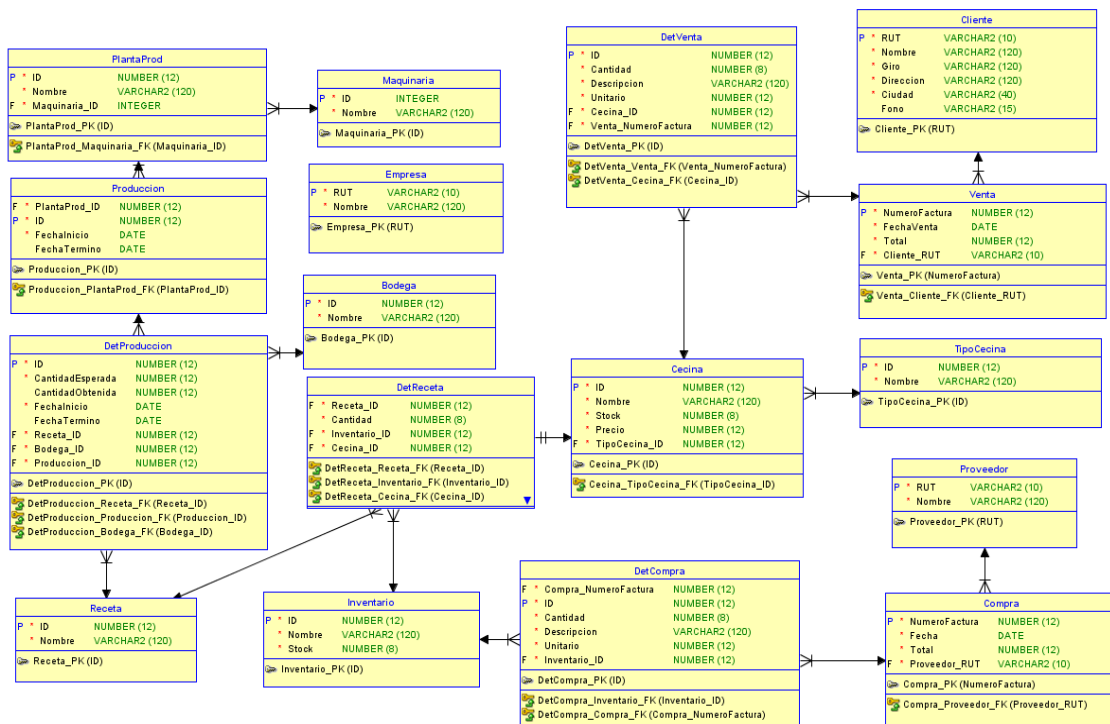 PlantaProd
P * ID NUMBER (12)
* Nombre VARCHAR2 (120)
F * Maquinaria_ID INTEGER
PlantaProd_PK (ID)
PlantaProd_Maquinaria_FK (Maquinaria_ID)
Maquinaria
P * ID INTEGER
* Nombre VARCHAR2 (120)
Maquinaria_PK (ID)
DetVenta
P * ID NUMBER (12)
* Cantidad NUMBER (8)
* Descripcion VARCHAR2 (120)
* Unitario NUMBER (12)
F * Cecina_ID NUMBER (12)
F * Venta_NumeroFactura NUMBER (12)
DetVenta_PK (ID)
DetVenta_Venta_FK (Venta_NumeroFactura)
DetVenta_Cecina_FK (Cecina_ID)
Cliente
P * RUT VARCHAR2 (10)
* Nombre VARCHAR2 (120)
* Giro VARCHAR2 (120)
* Direccion VARCHAR2 (120)
* Ciudad VARCHAR2 (40)
Fono VARCHAR2 (15)
Cliente_PK (RUT)
Produccion
F * PlantaProd_ID NUMBER (12)
P * ID NUMBER (12)
* FechaInicio DATE
FechaTermino DATE
Produccion_PK (ID)
Produccion_PlantaProd_FK (PlantaProd_ID)
Empresa
P * RUT VARCHAR2 (10)
* Nombre VARCHAR2 (120)
Empresa_PK (RUT)
Venta
P * NumeroFactura NUMBER (12)
* FechaVenta DATE
* Total NUMBER (12)
F * Cliente_RUT VARCHAR2 (10)
Venta_PK (NumeroFactura)
Venta_Cliente_FK (Cliente_RUT)
Bodega
P * ID NUMBER (12)
* Nombre VARCHAR2 (120)
Bodega_PK (ID)
DetProduccion
P * ID NUMBER (12)
* CantidadEsperada NUMBER (12)
CantidadObtenida NUMBER (12)
* FechaInicio DATE
FechaTermino DATE
F * Receta_ID NUMBER (12)
F * Bodega_ID NUMBER (12)
F * Produccion_ID NUMBER (12)
DetProduccion_PK (ID)
DetProduccion_Receta_FK (Receta_ID)
DetProduccion_Produccion_FK (Produccion_ID)
DetProduccion_Bodega_FK (Bodega_ID)
DetReceta
F * Receta_ID NUMBER (12)
* Cantidad NUMBER (8)
F * Inventario_ID NUMBER (12)
F * Cecina_ID NUMBER (12)
DetReceta_Receta_FK (Receta_ID)
DetReceta_Inventario_FK (Inventario_ID)
DetReceta_Cecina_FK (Cecina_ID)
Cecina
P * ID NUMBER (12)
* Nombre VARCHAR2 (120)
* Stock NUMBER (8)
* Precio NUMBER (12)
F * TipoCecina_ID NUMBER (12)
Cecina_PK (ID)
Cecina_TipoCecina_FK (TipoCecina_ID)
TipoCecina
P * ID NUMBER (12)
* Nombre VARCHAR2 (120)
TipoCecina_PK (ID)
Proveedor
P * RUT VARCHAR2 (10)
* Nombre VARCHAR2 (120)
Proveedor_PK (RUT)
Receta
P * ID NUMBER (12)
* Nombre VARCHAR2 (120)
Receta_PK (ID)
Inventario
P * ID NUMBER (12)
* Nombre VARCHAR2 (120)
* Stock NUMBER (8)
Inventario_PK (ID)
DetCompra
F * Compra_NumeroFactura NUMBER (12)
P * ID NUMBER (12)
* Cantidad NUMBER (8)
* Descripcion VARCHAR2 (120)
* Unitario NUMBER (12)
F * Inventario_ID NUMBER (12)
DetCompra_PK (ID)
DetCompra_Inventario_FK (Inventario_ID)
DetCompra_Compra_FK (Compra_NumeroFactura)
Compra
P * NumeroFactura NUMBER (12)
* Fecha DATE
* Total NUMBER (12)
F * Proveedor_RUT VARCHAR2 (10)
Compra_PK (NumeroFactura)
Compra_Proveedor_FK (Proveedor_RUT)